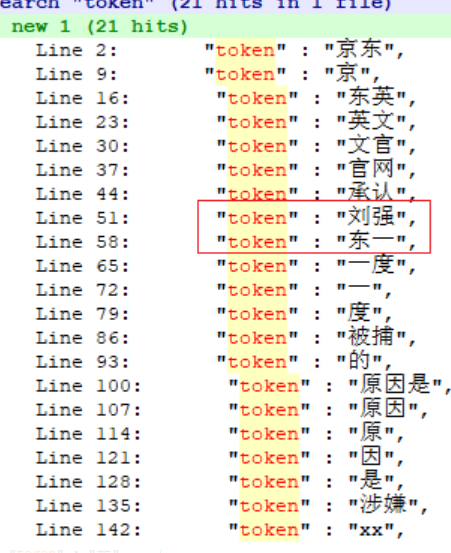 earch "token" (21 hits in 1 file)
new 1 (21 hits)
Line 2: "token" : "京东",
Line 9: "token" : "京",
Line 16: "token" : "东英",
Line 23: "token" : "英文",
Line 30: "token" : "文官",
Line 37: "token" : "官网",
Line 44: "token" : "承认",
Line 51: "token" : "刘强",
Line 58: "token" : "东一",
Line 65: "token" : "一度",
Line 72: "token" : "一",
Line 79: "token" : "度",
Line 86: "token" : "被捕",
Line 93: "token" : "的",
Line 100: "token" : "原因是",
Line 107: "token" : "原因",
Line 114: "token" : "原",
Line 121: "token" : "因",
Line 128: "token" : "是",
Line 135: "token" : "涉嫌",
Line 142: "token" : "xx",